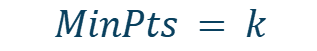 MinPts = k